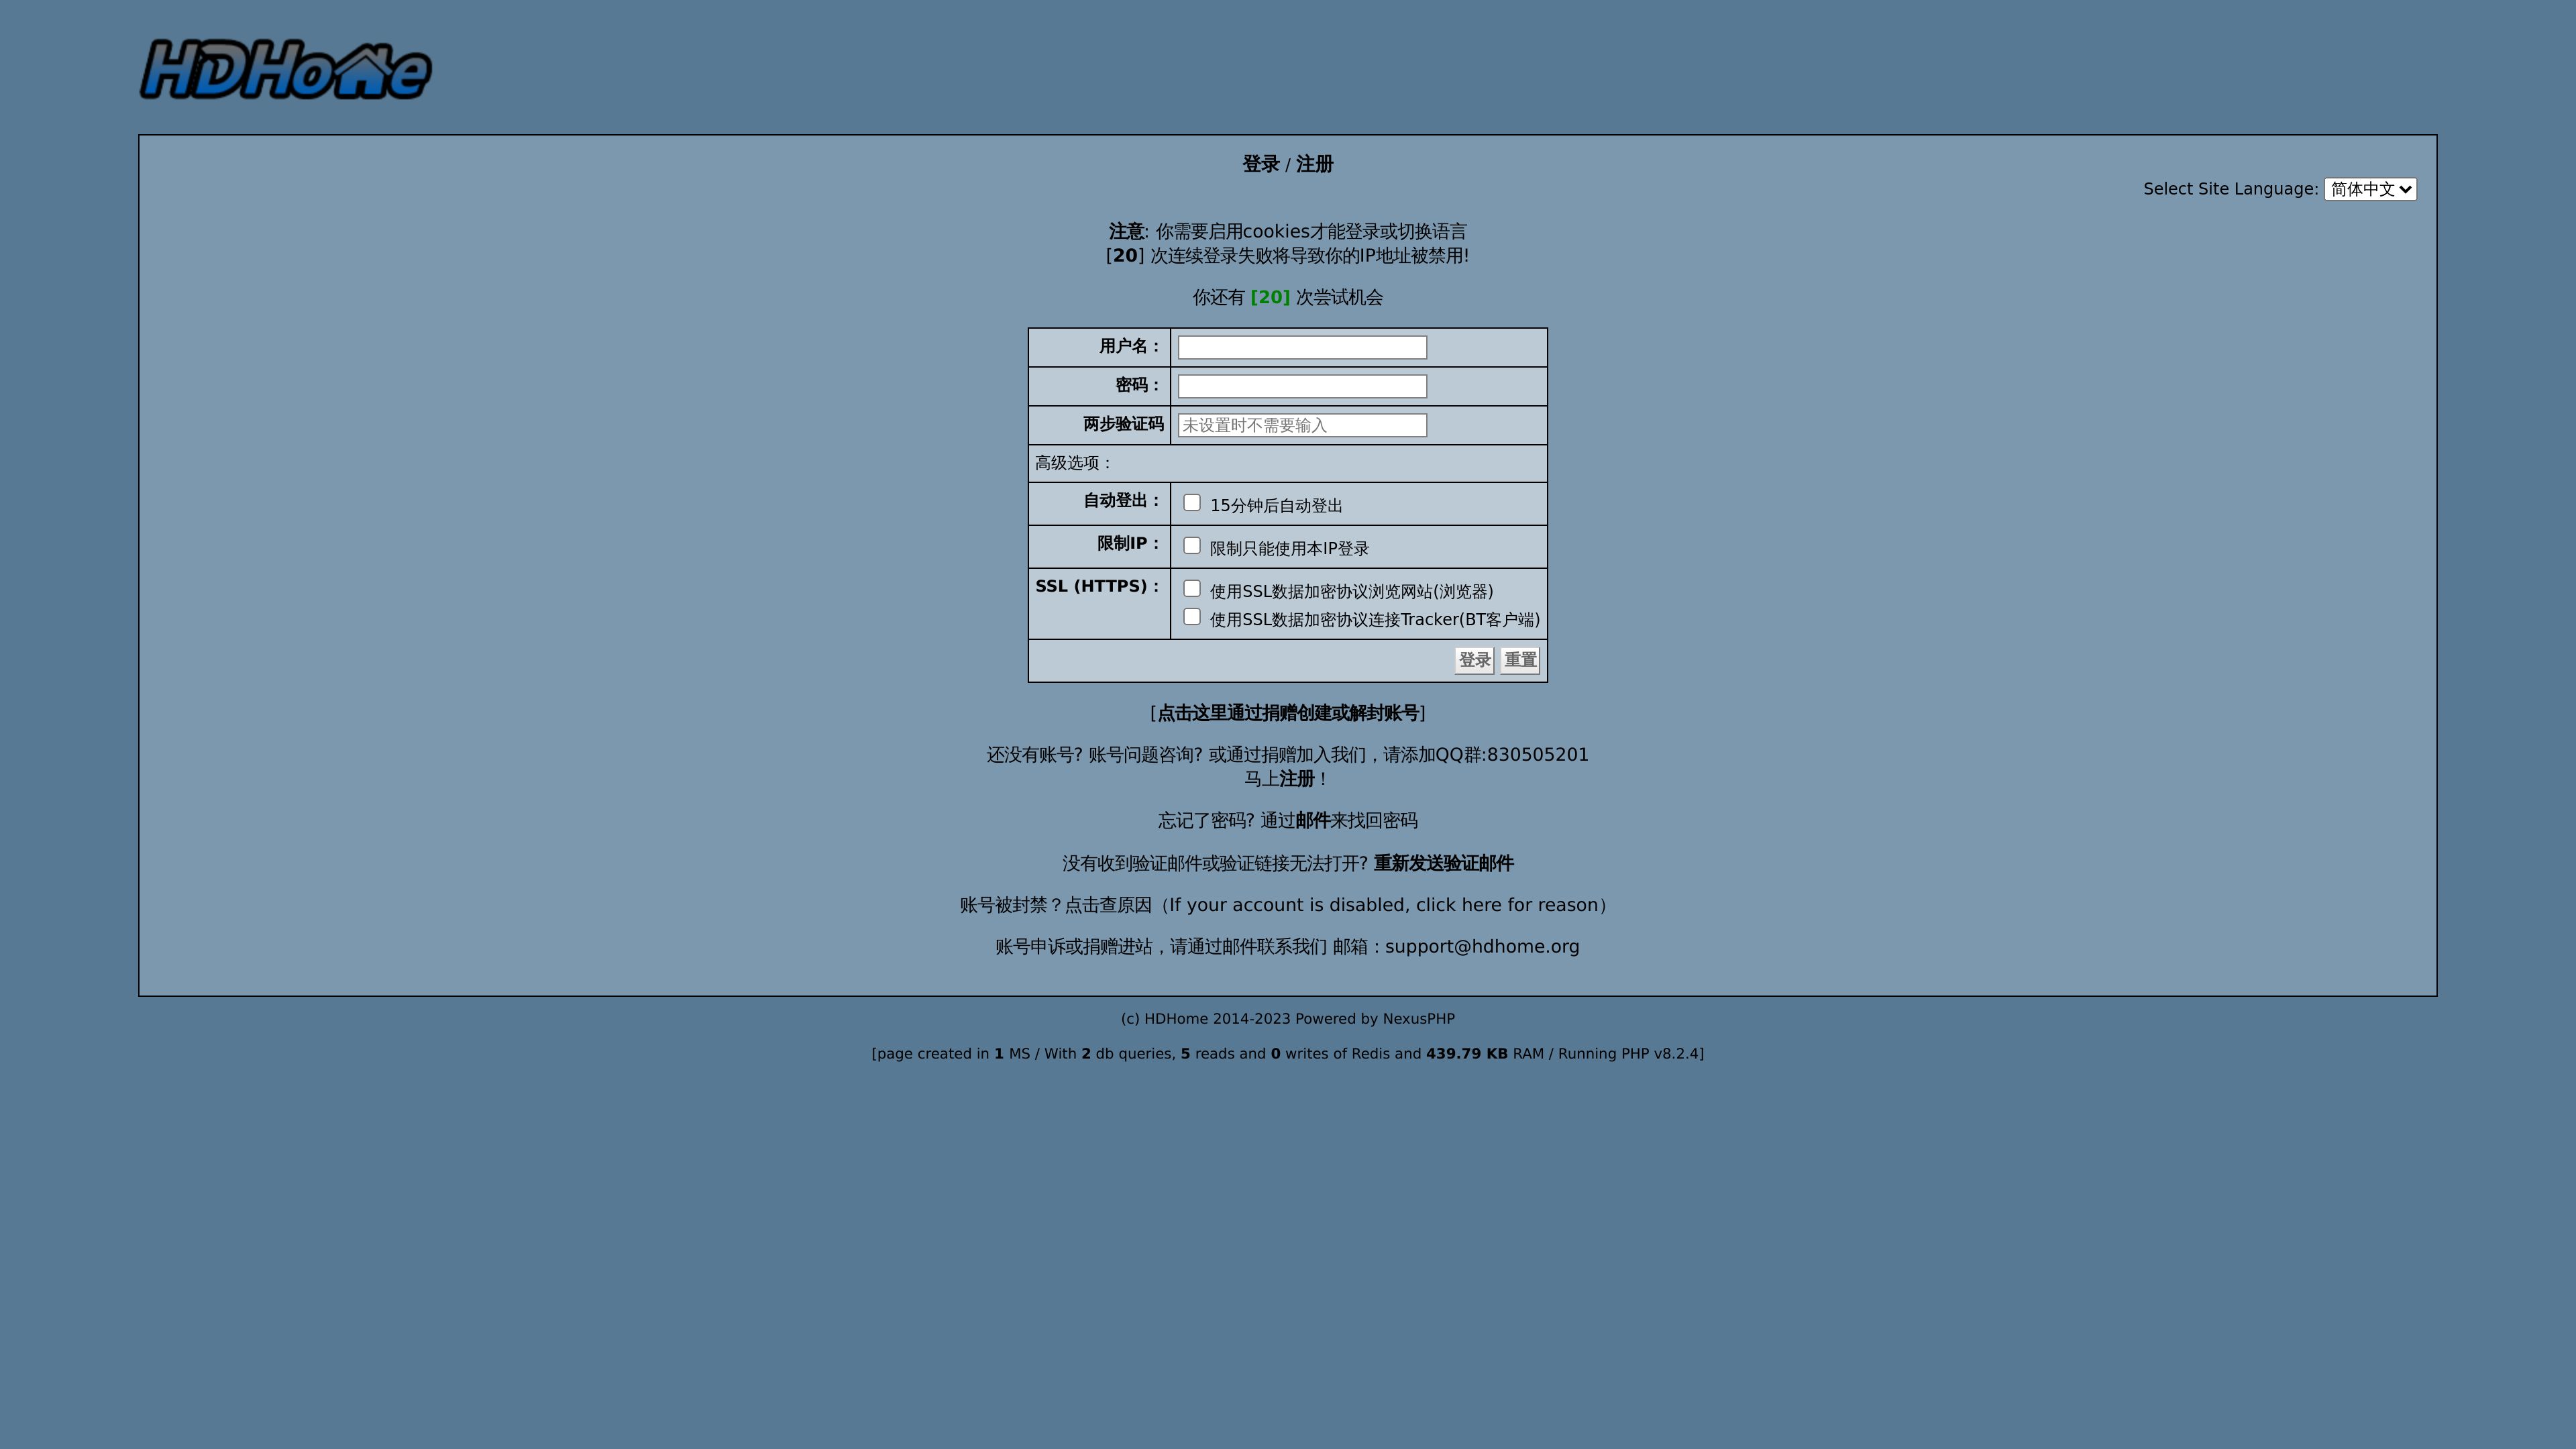 HDHome
登录 / 注册
Select Site Language: 简体中文
注意: 你需要启用cookies才能登录或切换语言
[20] 次连续登录失败将导致你的IP地址被禁用!
你还有 [20] 次尝试机会
用户名：
密码：
两步验证码 未设置时不需要输入
高级选项：
自动登出： 15分钟后自动登出
限制IP： 限制只能使用本IP登录
SSL (HTTPS)： 使用SSL数据加密协议浏览网站(浏览器)
使用SSL数据加密协议连接Tracker(BT客户端)
登录 重置
[点击这里通过捐赠创建或解封账号]
还没有账号? 账号问题咨询? 或通过捐赠加入我们，请添加QQ群:830505201
马上注册！
忘记了密码? 通过邮件来找回密码
没有收到验证邮件或验证链接无法打开? 重新发送验证邮件
账号被封禁？点击查原因（If your account is disabled, click here for reason）
账号申诉或捐赠进站，请通过邮件联系我们 邮箱：support@hdhome.org
(c) HDHome 2014-2023 Powered by NexusPHP
[page created in 1 MS / With 2 db queries, 5 reads and 0 writes of Redis and 439.79 KB RAM / Running PHP v8.2.4]